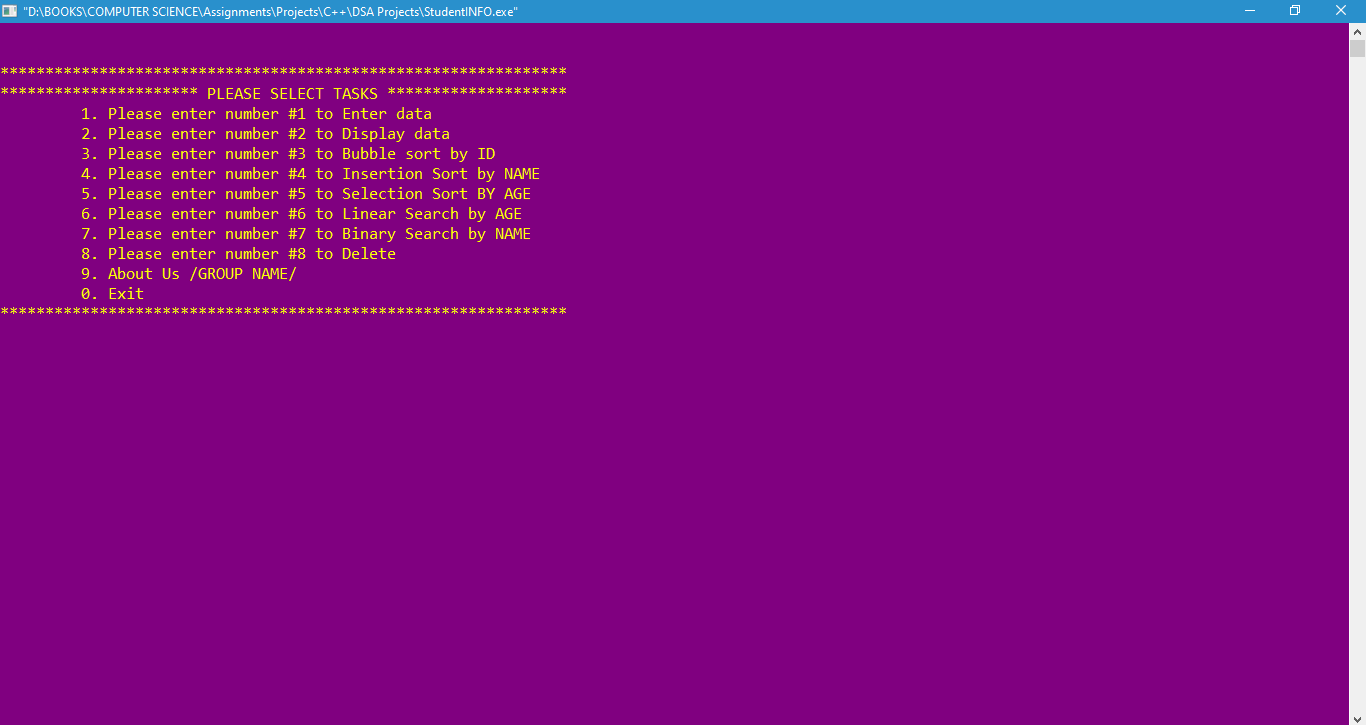 "D:\BOOKS\COMPUTER SCIENCE\Assignments\Projects\C++\DSA Projects\StudentINFO.exe"
***************************************************************
********************** PLEASE SELECT TASKS ********************
1. Please enter number #1 to Enter data
2. Please enter number #2 to Display data
3. Please enter number #3 to Bubble sort by ID
4. Please enter number #4 to Insertion Sort by NAME
5. Please enter number #5 to Selection Sort BY AGE
6. Please enter number #6 to Linear Search by AGE
7. Please enter number #7 to Binary Search by NAME
8. Please enter number #8 to Delete
9. About Us /GROUP NAME/
0. Exit
***************************************************************